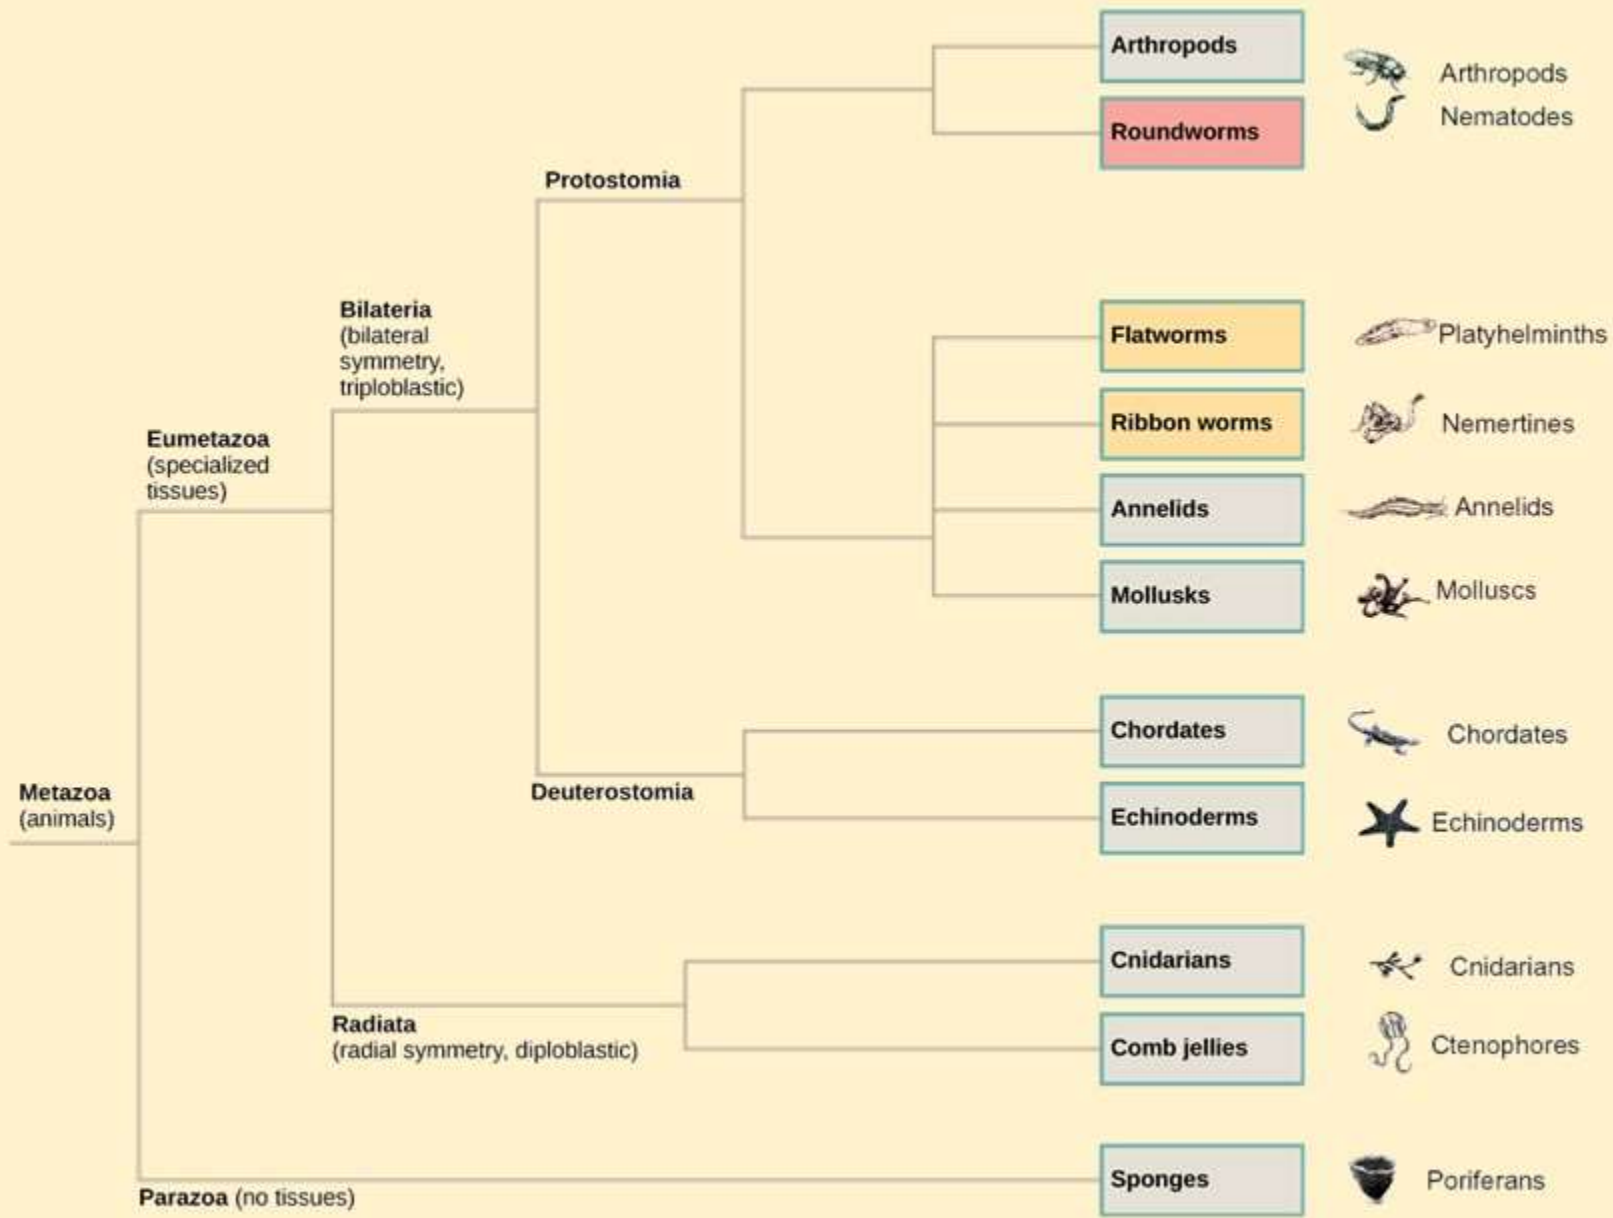 Arthropods
Arthropods
Roundworms
Nematodes
Protostomia
Bilateria
(bilateral
symmetry,
triploblastic)
Flatworms
Platyhelminths
Ribbon worms
Nemertines
Eumetazoa
(specialized
tissues)
Annelids
Annelids
Mollusks
Molluscs
Chordates
Chordates
Metazoa
(animals)
Deuterostomia
Echinoderms
Echinoderms
Cnidarians
Cnidarians
Radiata
(radial symmetry, diploblastic)
Comb jellies
Ctenophores
Sponges
Poriferans
Parazoa (no tissues)